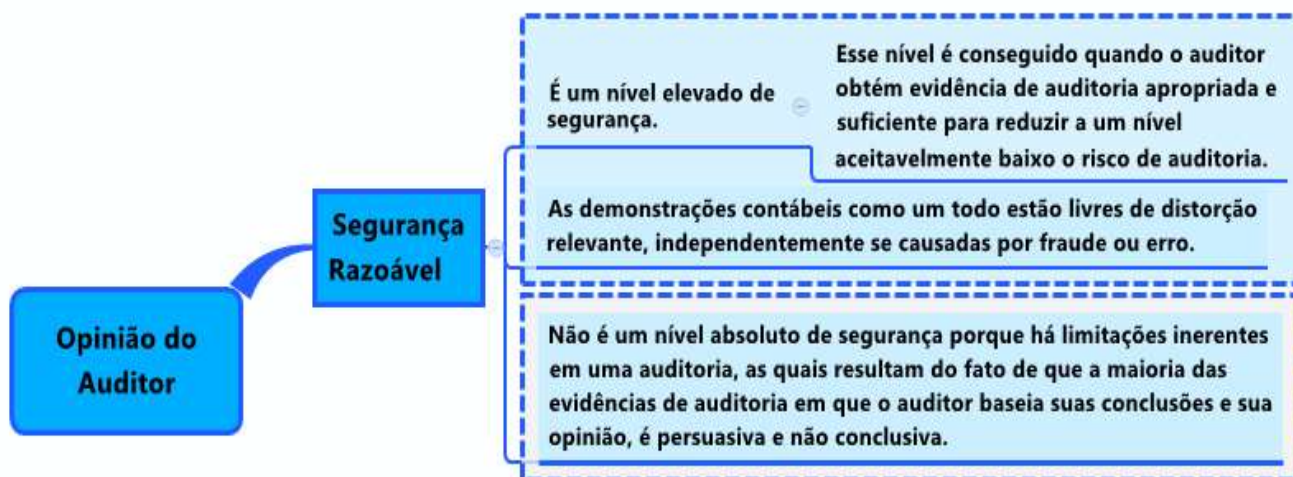 É um nível elevado de
segurança.
Esse nível é conseguido quando o auditor
obtém evidência de auditoria apropriada e
suficiente para reduzir a um nível
aceitavelmente baixo o risco de auditoria.
As demonstrações contábeis como um todo estão livres de distorção
relevante, independentemente se causadas por fraude ou erro.
Segurança
Razoável
Opinião do
Auditor
Não é um nível absoluto de segurança porque há limitações inerentes
em uma auditoria, as quais resultam do fato de que a maioria das
evidências de auditoria em que o auditor baseia suas conclusões e sua
opinião, é persuasiva e não conclusiva.